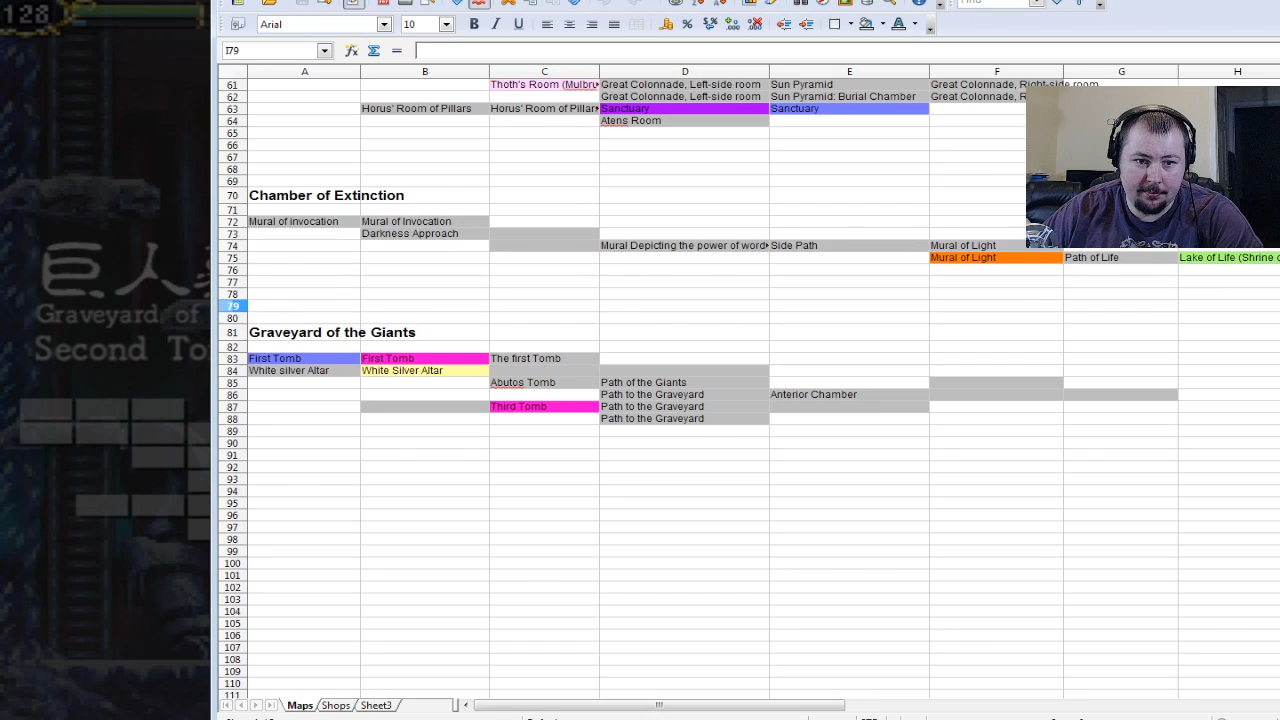 128
巨人
Graveyard of
Second To
Arial
10
B I U
Find
I79
A B C D E F G H
61 Thoth's Room (Mulbru Great Colonnade, Left-side room Sun Pyramid Great Colonnade, Right-side room
62 Great Colonnade, Left-side room Sun Pyramid: Burial Chamber Great Colonnade, R
63 Horus' Room of Pillars Horus' Room of Pillar Sanctuary Sanctuary
64 Atens Room
65
66
67
68
69
70 Chamber of Extinction
71
72 Mural of invocation Mural of Invocation
73 Darkness Approach
74 Mural Depicting the power of word Side Path Mural of Light
75 Mural of Light Path of Life Lake of Life (Shrine o
76
77
78
79
80
81 Graveyard of the Giants
82
83 First Tomb First Tomb The first Tomb
84 White silver Altar White Silver Altar
85 Abutos Tomb Path of the Giants
86 Path to the Graveyard Anterior Chamber
87 Third Tomb Path to the Graveyard
88 Path to the Graveyard
89
90
91
92
93
94
95
96
97
98
99
100
101
102
103
104
105
106
107
108
109
110
111
Maps Shops Sheet3